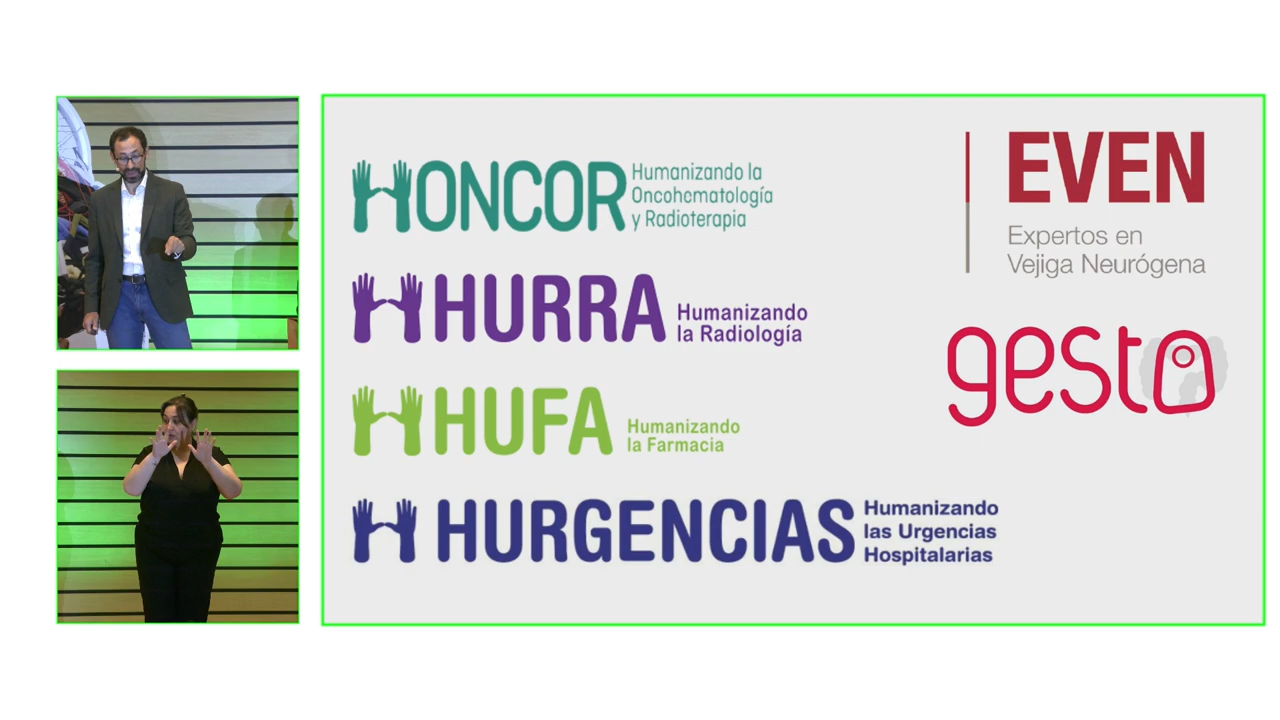 HONCOR
Humanizando la
Oncohematología
y Radioterapia
HURRA
Humanizando
la Radiología
HUFA
Humanizando
la Farmacia
HURGENCIAS
Humanizando
las Urgencias
Hospitalarias
EVEN
Expertos en
Vejiga Neurógena
gesto